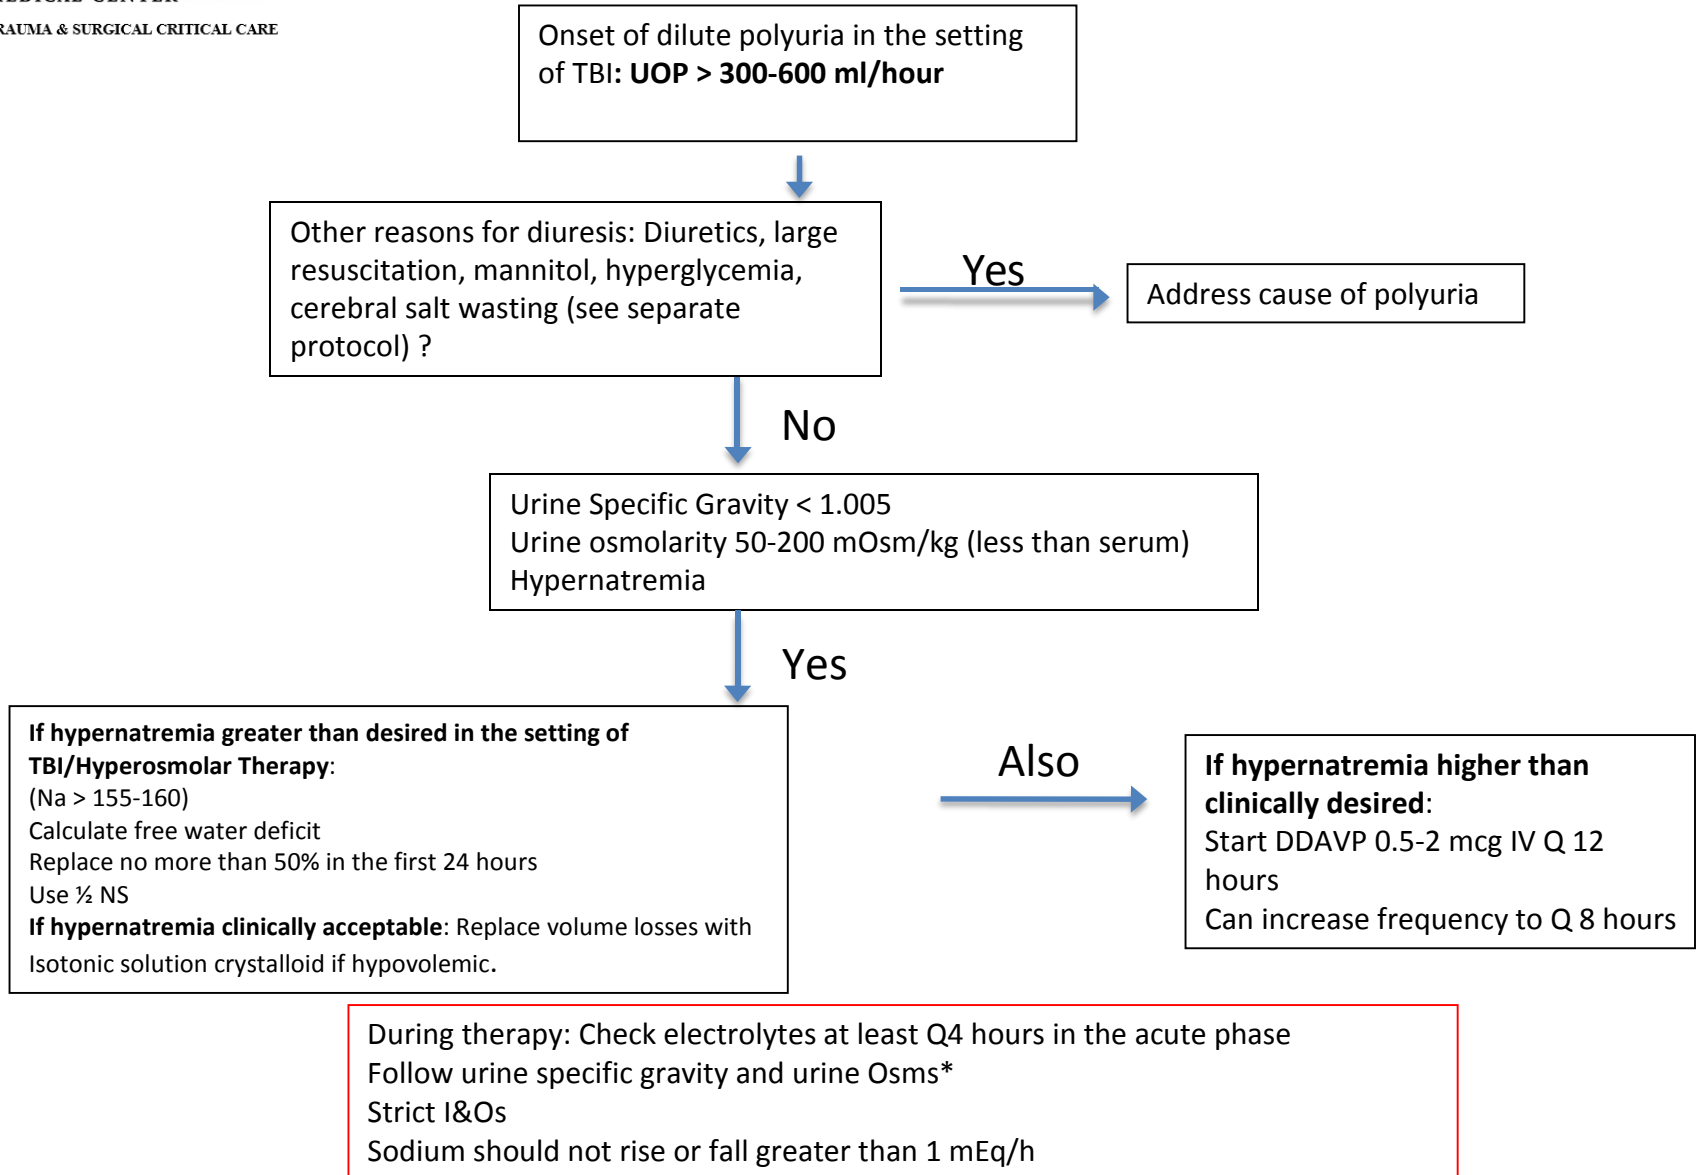 RAUMA & SURGICAL CRITICAL CARE
Onset of dilute polyuria in the setting
of TBI: UOP > 300-600 ml/hour
Other reasons for diuresis: Diuretics, large
resuscitation, mannitol, hyperglycemia,
cerebral salt wasting (see separate
protocol) ?
Yes
Address cause of polyuria
No
Urine Specific Gravity < 1.005
Urine osmolarity 50-200 mOsm/kg (less than serum)
Hypernatremia
Yes
If hypernatremia greater than desired in the setting of
TBI/Hyperosmolar Therapy:
(Na > 155-160)
Calculate free water deficit
Replace no more than 50% in the first 24 hours
Use ½ NS
If hypernatremia clinically acceptable: Replace volume losses with
Isotonic solution crystalloid if hypovolemic.
Also
If hypernatremia higher than
clinically desired:
Start DDAVP 0.5-2 mcg IV Q 12
hours
Can increase frequency to Q 8 hours
During therapy: Check electrolytes at least Q4 hours in the acute phase
Follow urine specific gravity and urine Osms*
Strict I&Os
Sodium should not rise or fall greater than 1 mEq/h